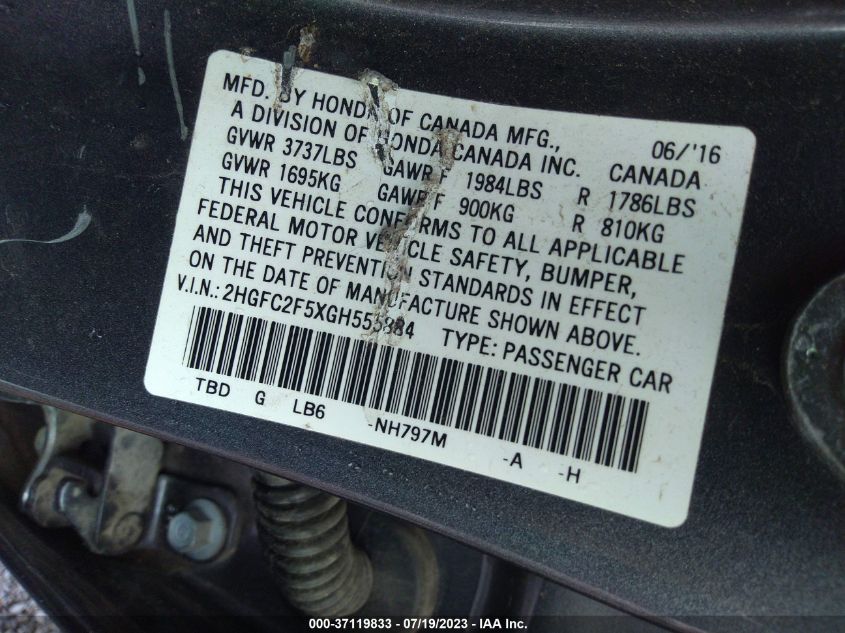 MFD. BY HONDA OF CANADA MFG., 06/'16
A DIVISION OF HONDA CANADA INC. CANADA
GVWR 3737LBS GAWR F 1984LBS R 1786LBS
GVWR 1695KG GAWR F 900KG R 810KG
THIS VEHICLE CONFORMS TO ALL APPLICABLE
FEDERAL MOTOR VEHICLE SAFETY, BUMPER,
AND THEFT PREVENTION STANDARDS IN EFFECT
ON THE DATE OF MANUFACTURE SHOWN ABOVE.
V.I.N.: 2HGFC2F5XGH555884 TYPE: PASSENGER CAR
TBD G LB6 -NH797M -A -H
(000-37119833 / 07/19/2023 - IAA Inc.